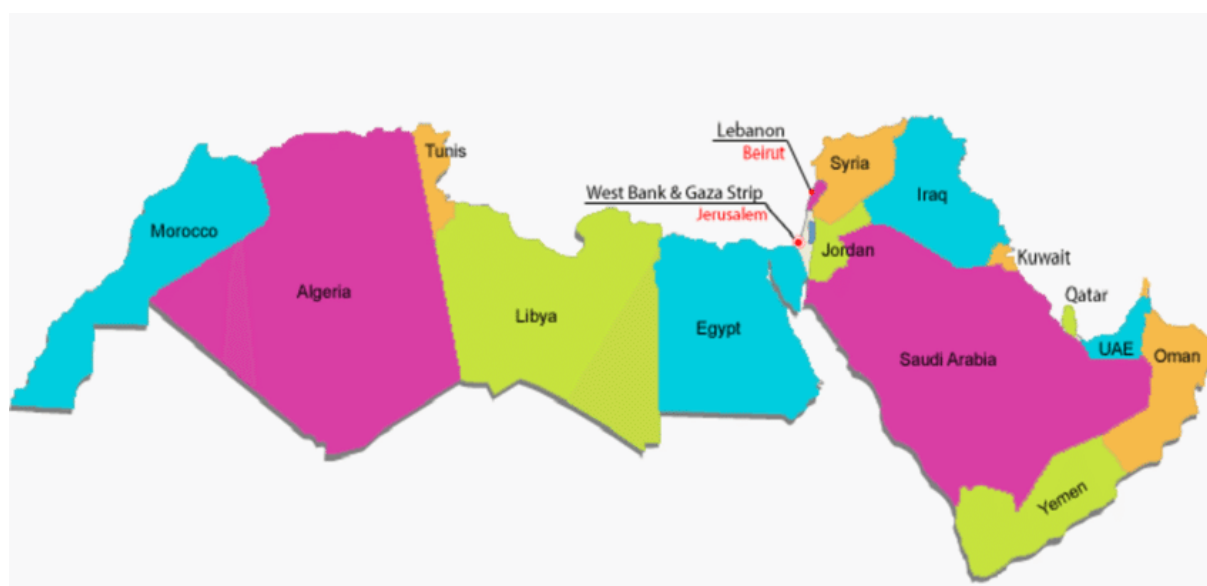 Lebanon
Beirut
Tunis
Syria
West Bank & Gaza Strip
Jerusalem
Iraq
Morocco
Jordan
Kuwait
Algeria
Qatar
Libya
Egypt
UAE
Oman
Saudi Arabia
Yemen